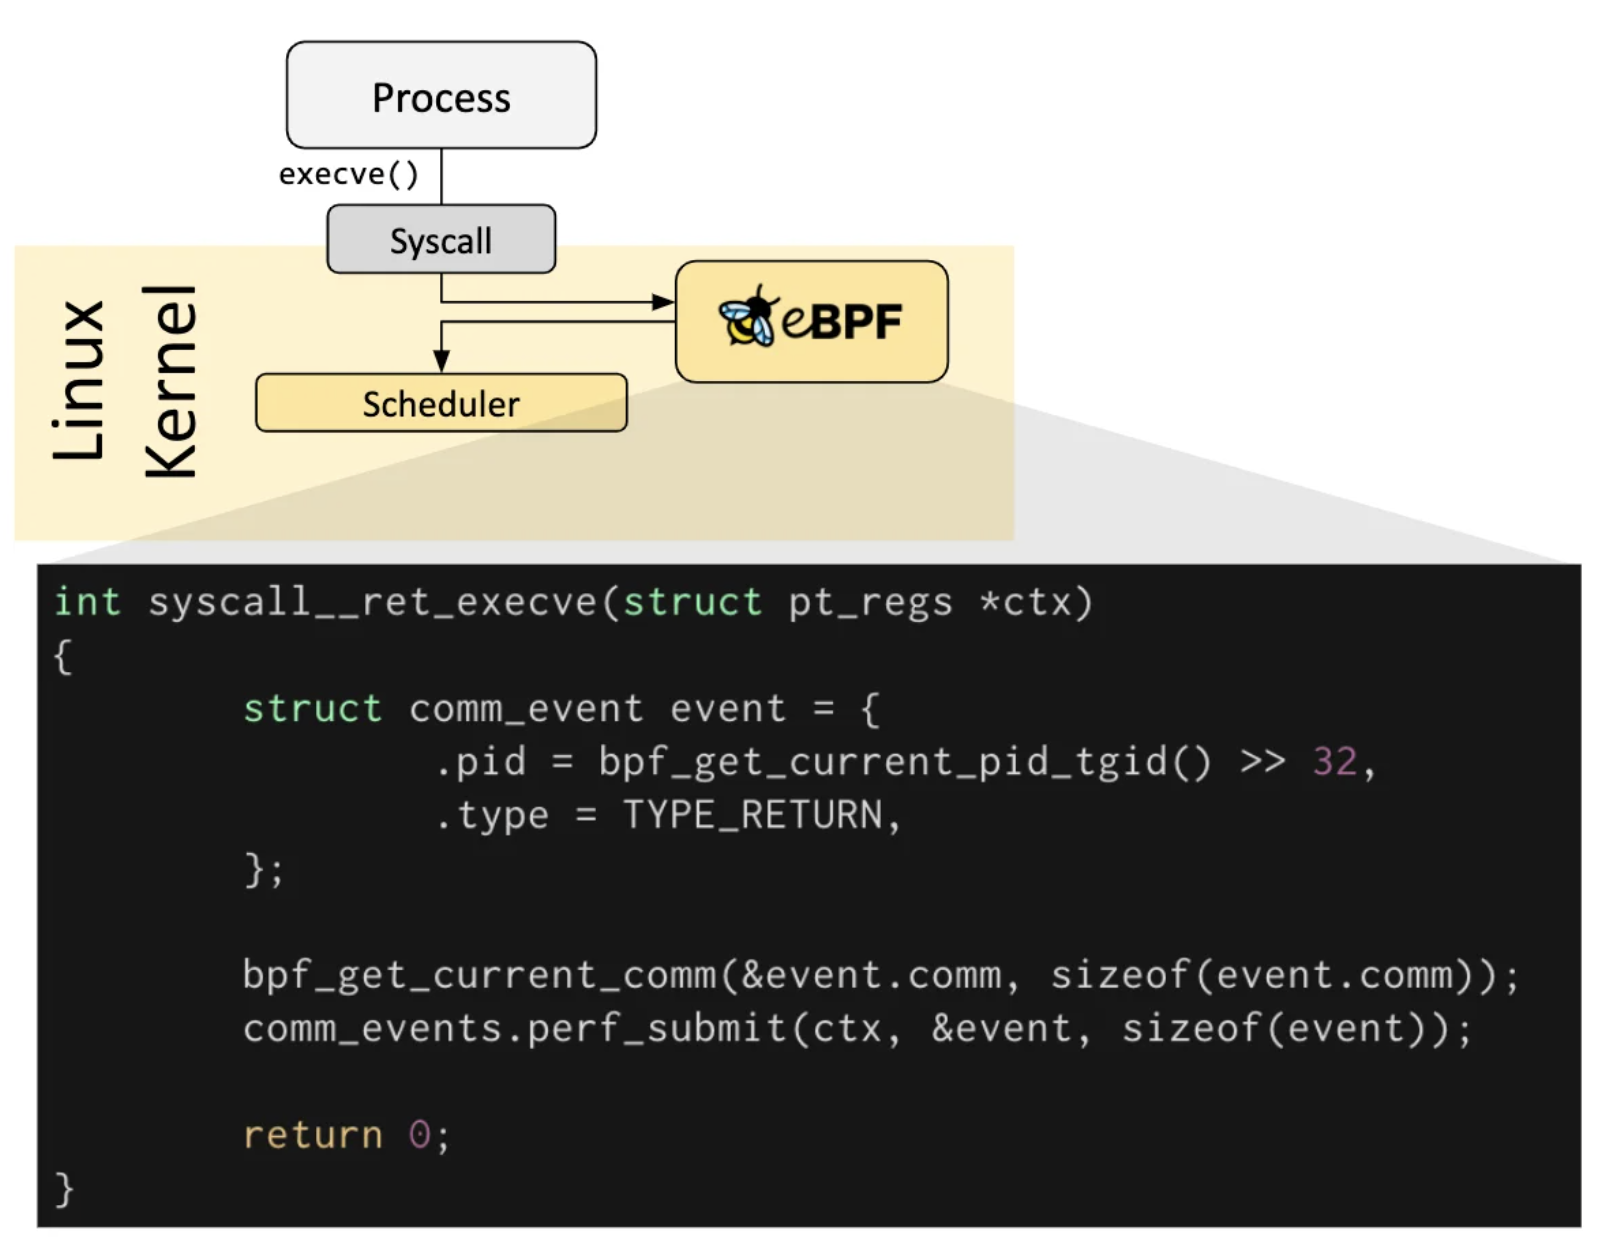 Process
execve()
Syscall
eBPF
Linux
Kernel
Scheduler
int syscall__ret_execve(struct pt_regs *ctx)
{
        struct comm_event event = {
                .pid = bpf_get_current_pid_tgid() >> 32,
                .type = TYPE_RETURN,
        };

        bpf_get_current_comm(&event.comm, sizeof(event.comm));
        comm_events.perf_submit(ctx, &event, sizeof(event));

        return 0;
}